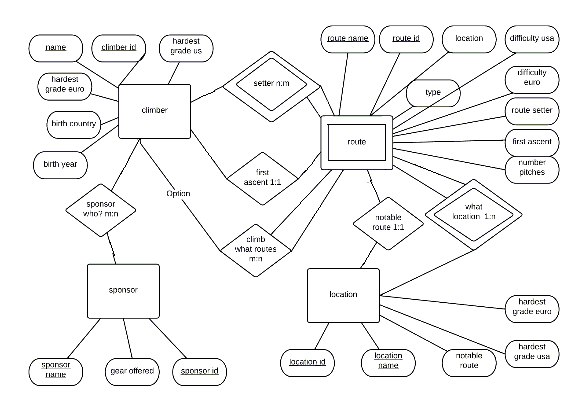 name
climber id
hardest
grade us
hardest
grade euro
birth country
birth year
climber
setter n:m
first
ascent 1:1
Option
climb
what routes
m:n
sponsor
who? m:n
sponsor
sponsor
name
gear offered
sponsor id
route name
route id
location
difficulty usa
difficulty
euro
type
route setter
first ascent
number
pitches
route
what
location  1:n
notable
route 1:1
location
hardest
grade euro
hardest
grade usa
location id
location
name
notable
route